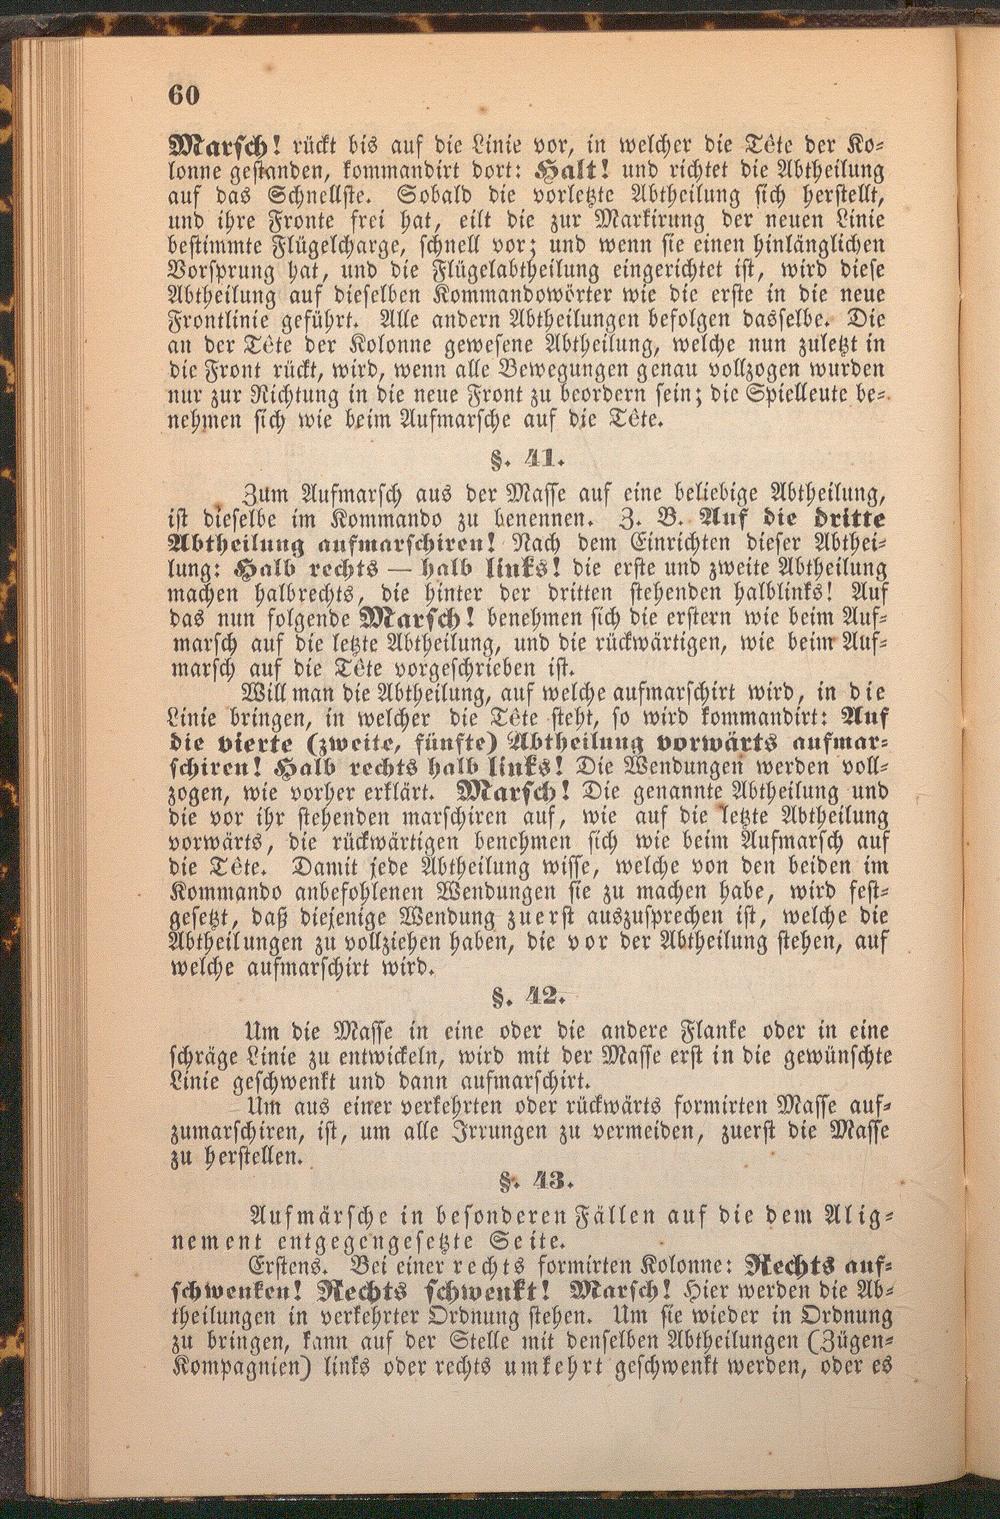 60
Marsch! rückt bis auf die Linie vor, in welcher die Tête der Ko-
lonne gestanden, kommandirt dort: Halt! und richtet die Abtheilung
auf das Schnellste. Sobald die vorletzte Abtheilung sich herstellt,
und ihre Fronte frei hat, eilt die zur Markirung der neuen Linie
bestimmte Flügelcharge, schnell vor; und wenn sie einen hinlänglichen
Vorsprung hat, und die Flügelabtheilung eingerichtet ist, wird diese
Abtheilung auf dieselben Kommandowörter wie die erste in die neue
Frontlinie geführt. Alle andern Abtheilungen befolgen dasselbe. Die
an der Tête der Kolonne gewesene Abtheilung, welche nun zuletzt in
die Front rückt, wird, wenn alle Bewegungen genau vollzogen wurden
nur zur Richtung in die neue Front zu beordern sein; die Spielleute be-
nehmen sich wie beim Aufmarsche auf die Tête.
§. 41.
Zum Aufmarsch aus der Masse auf eine beliebige Abtheilung,
ist dieselbe im Kommando zu benennen. Z. B. Auf die dritte
Abtheilung aufmarschiren! Nach dem Einrichten dieser Abthei-
lung: Halb rechts — halb links! die erste und zweite Abtheilung
machen halbrechts, die hinter der dritten stehenden halblinks! Auf
das nun folgende Marsch! benehmen sich die erstern wie beim Auf-
marsch auf die letzte Abtheilung, und die rückwärtigen, wie beim Auf-
marsch auf die Tête vorgeschrieben ist.
Will man die Abtheilung, auf welche aufmarschirt wird, in die
Linie bringen, in welcher die Tête steht, so wird kommandirt: Auf
die vierte (zweite, fünfte) Abtheilung vorwärts aufmar-
schiren! Halb rechts halb links! Die Wendungen werden voll-
zogen, wie vorher erklärt. Marsch! Die genannte Abtheilung und
die vor ihr stehenden marschiren auf, wie auf die letzte Abtheilung
vorwärts, die rückwärtigen benehmen sich wie beim Aufmarsch auf
die Tête. Damit jede Abtheilung wisse, welche von den beiden im
Kommando anbefohlenen Wendungen sie zu machen habe, wird fest-
gesetzt, daß diejenige Wendung zuerst auszusprechen ist, welche die
Abtheilungen zu vollziehen haben, die vor der Abtheilung stehen, auf
welche aufmarschirt wird.
§. 42.
Um die Masse in eine oder die andere Flanke oder in eine
schräge Linie zu entwickeln, wird mit der Masse erst in die gewünschte
Linie geschwenkt und dann aufmarschirt.
Um aus einer verkehrten oder rückwärts formirten Masse auf-
zumarschiren, ist, um alle Irrungen zu vermeiden, zuerst die Masse
zu herstellen.
§. 43.
Aufmärsche in besonderen Fällen auf die dem Alig-
nement entgegengesetzte Seite.
Erstens. Bei einer rechts formirten Kolonne: Rechts auf-
schwenken! Rechts schwenkt! Marsch! Hier werden die Ab-
theilungen in verkehrter Ordnung stehen. Um sie wieder in Ordnung
zu bringen, kann auf der Stelle mit denselben Abtheilungen (Zügen-
Kompagnien) links oder rechts umkehrt geschwenkt werden, oder es